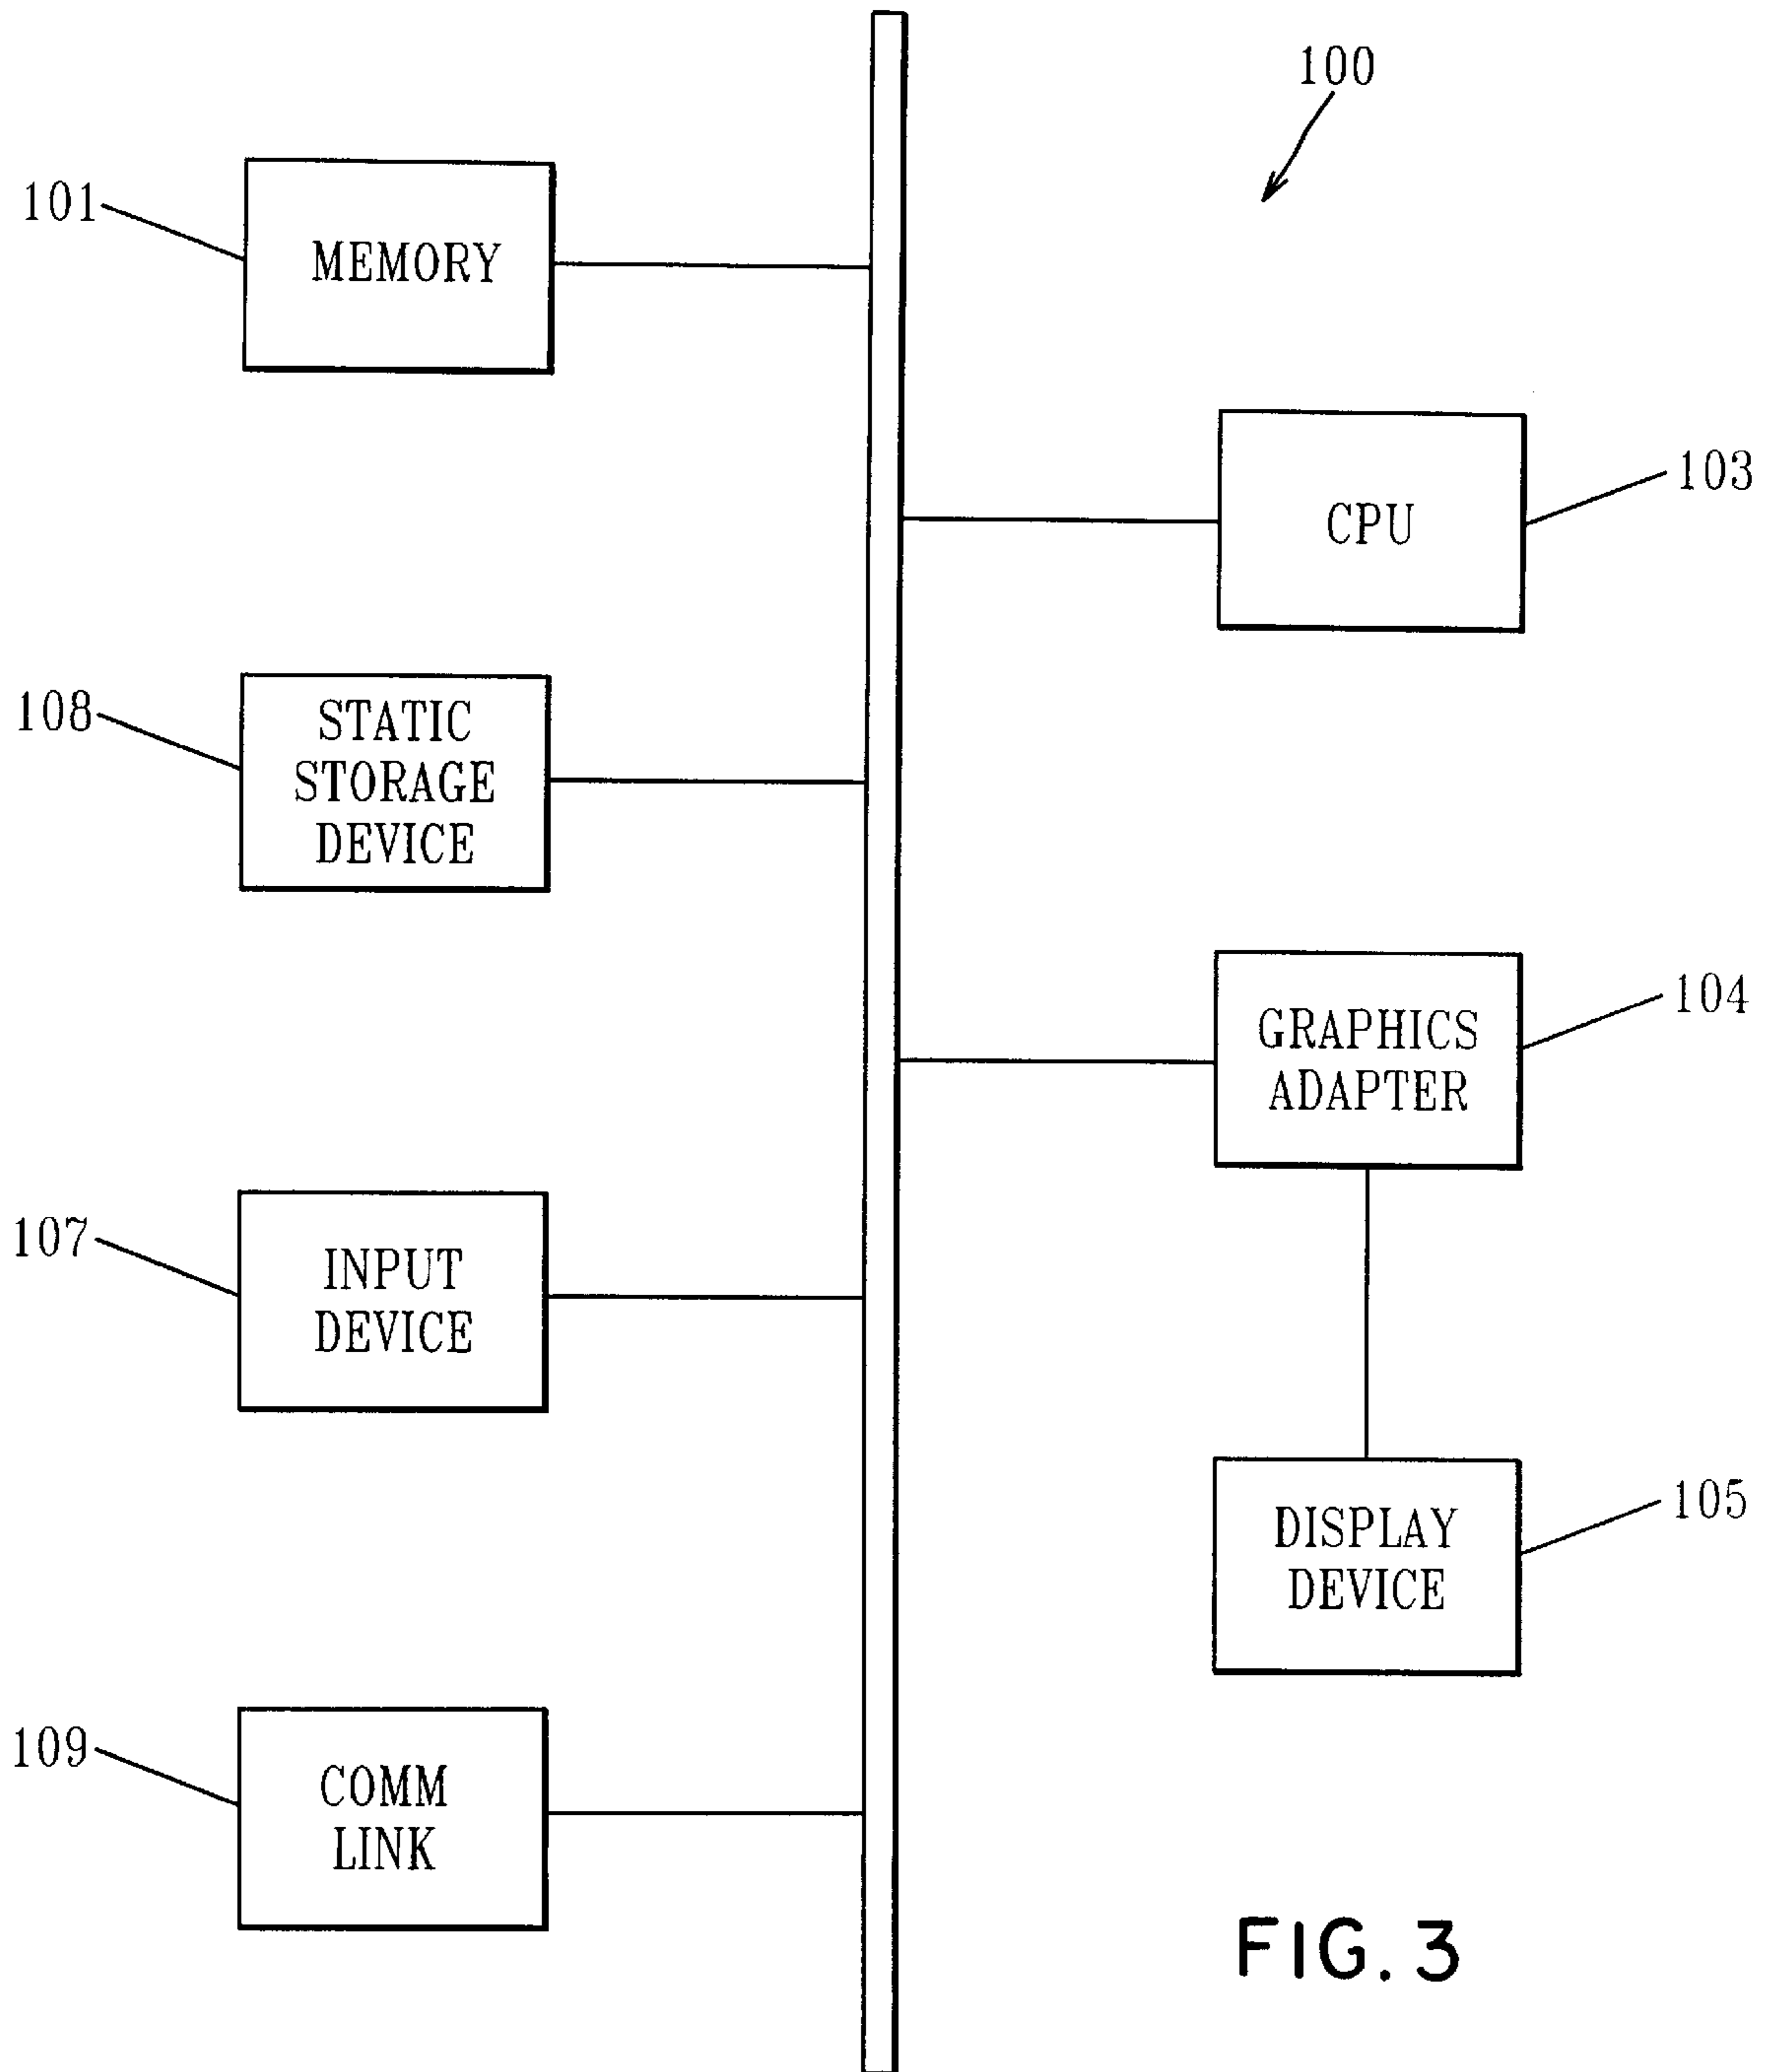 100
101
MEMORY
CPU
103
108
STATIC
STORAGE
DEVICE
GRAPHICS
ADAPTER
104
107
INPUT
DEVICE
DISPLAY
DEVICE
105
109
COMM
LINK
FIG. 3